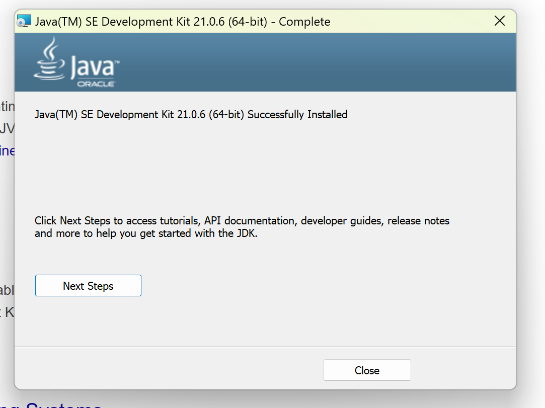 Java(TM) SE Development Kit 21.0.6 (64-bit) - Complete
Java™
ORACLE
Java(TM) SE Development Kit 21.0.6 (64-bit) Successfully Installed
Click Next Steps to access tutorials, API documentation, developer guides, release notes
and more to help you get started with the JDK.
Next Steps
Close